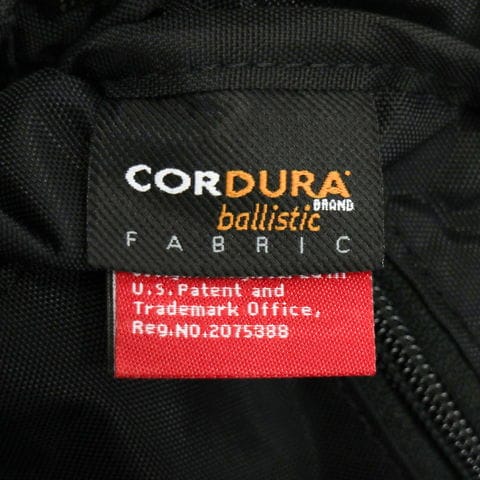 CORDURA
BRAND
ballistic
FABRIC
U.S. Patent and
Trademark Office,
Reg.NO.2075388